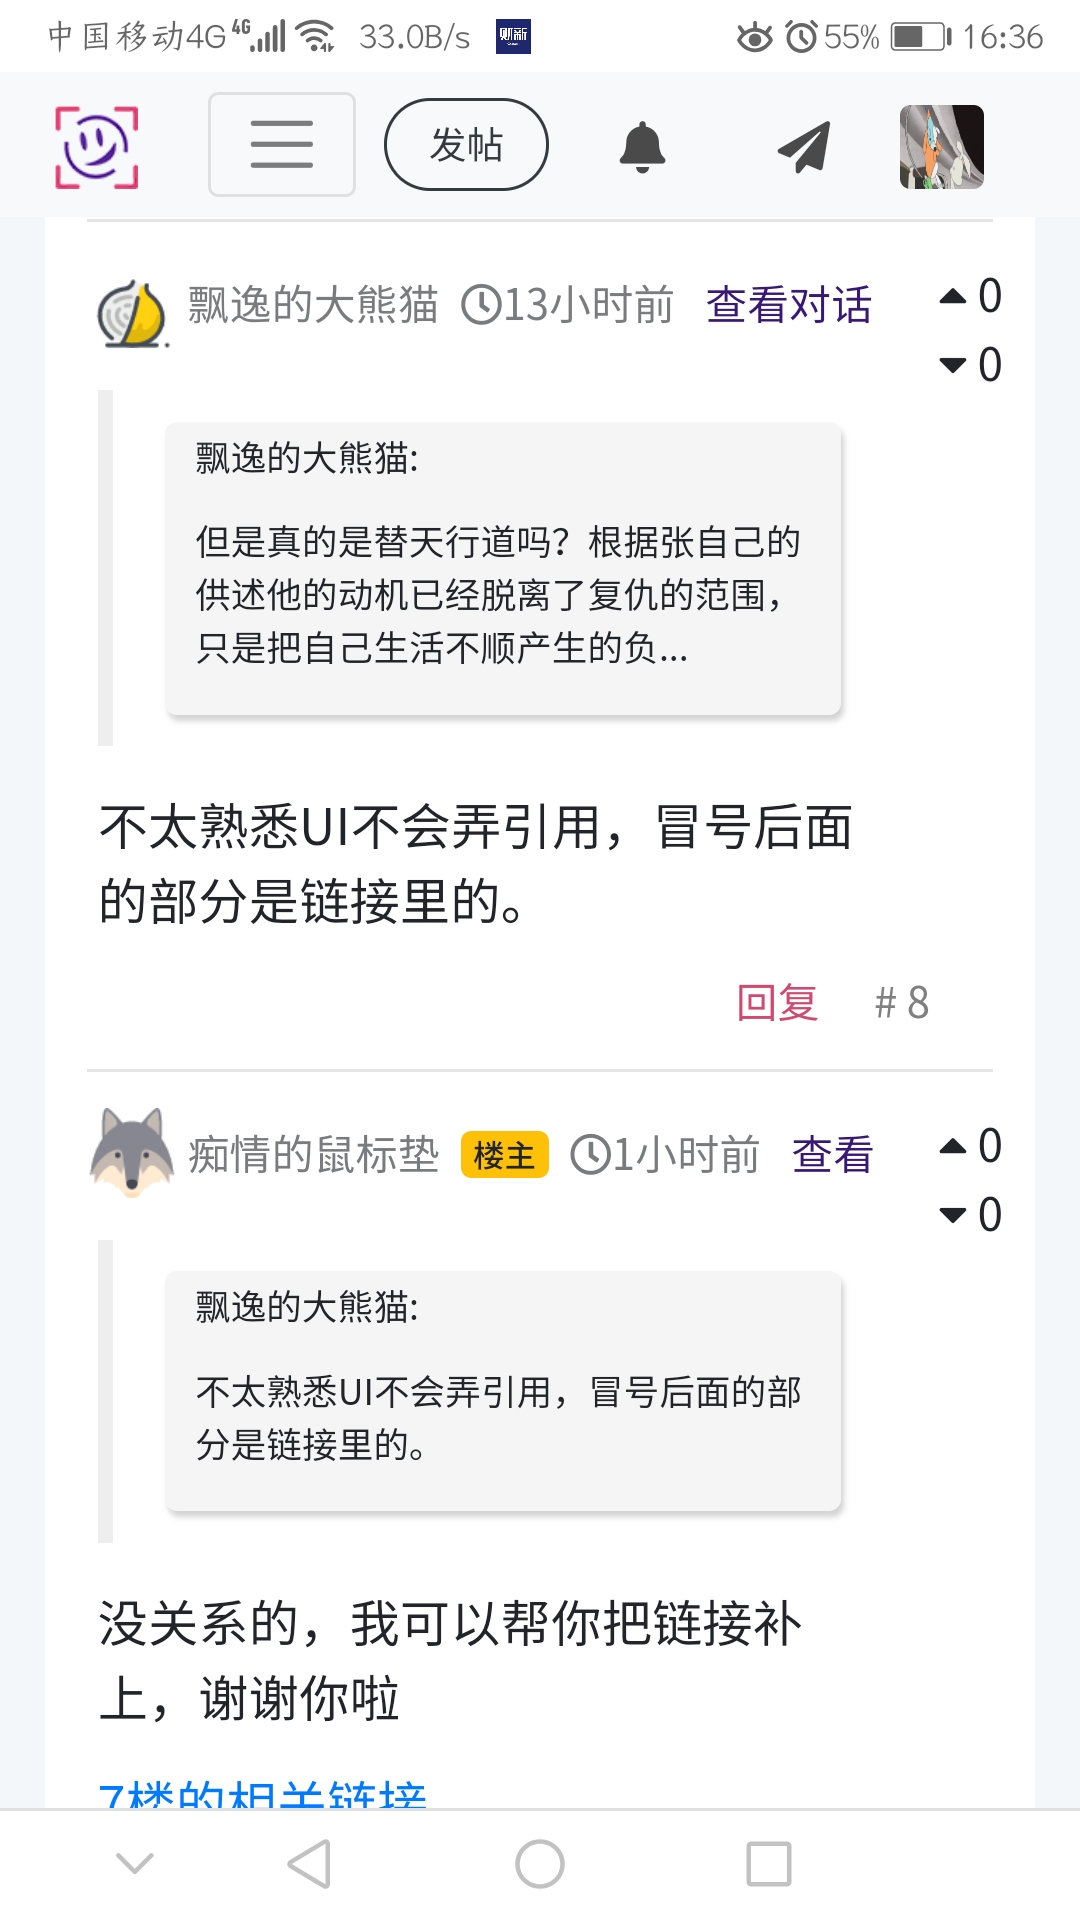 中国移动4G 4G 33.0B/s 财新 55% 16:36
发帖
飘逸的大熊猫 13小时前 查看对话 0
0
飘逸的大熊猫:
但是真的是替天行道吗？根据张自己的
供述他的动机已经脱离了复仇的范围，
只是把自己生活不顺产生的负...
不太熟悉UI不会弄引用，冒号后面
的部分是链接里的。
回复 # 8
痴情的鼠标垫 楼主 1小时前 查看 0
0
飘逸的大熊猫:
不太熟悉UI不会弄引用，冒号后面的部
分是链接里的。
没关系的，我可以帮你把链接补
上，谢谢你啦
7楼的相关链接